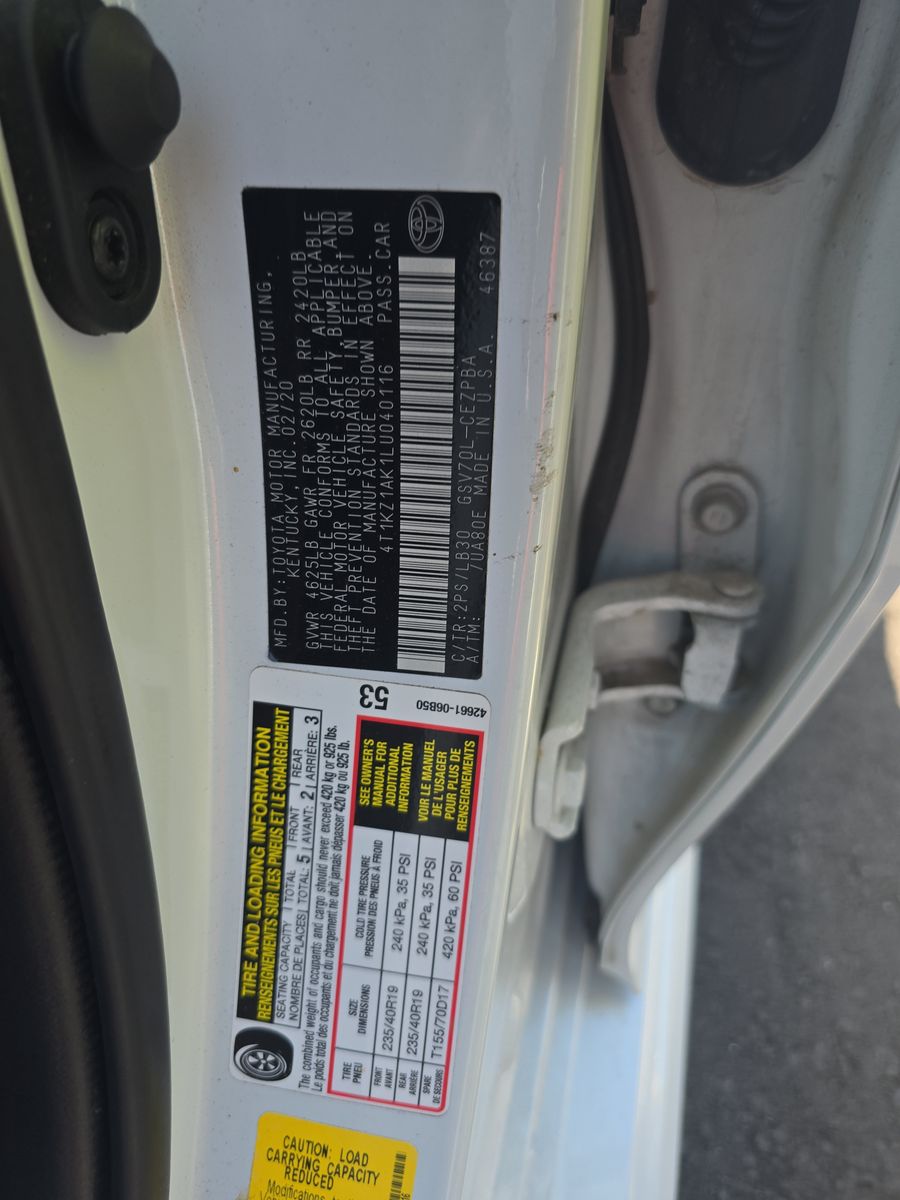 MFD.BY:TOYOTA MOTOR MANUFACTURING,
KENTUCKY, INC.02/20
GVWR 4625LB GAWR FR 2620LB RR 2420LB
THIS VEHICLE CONFORMS TO ALL APPLICABLE
FEDERAL MOTOR VEHICLE SAFETY, BUMPER, AND
THEFT PREVENTION STANDARDS IN EFFECT ON
THE DATE OF MANUFACTURE SHOWN ABOVE.
4T1KZ1AK1LU040116 PASS.CAR
C/TR:2PS/LB30 GSV70L-CEZPBA
A/TM: 7UA80E MADE IN U.S.A. 46387
TIRE AND LOADING INFORMATION
RENSEIGNEMENTS SUR LES PNEUS ET LE CHARGEMENT
SEATING CAPACITY | TOTAL | FRONT | REAR
NOMBRE DE PLACES | TOTAL: 5 | AVANT: 2 | ARRIÈRE: 3
The combined weight of occupants and cargo should never exceed 420 kg or 925 lbs.
Le poids total des occupants et du chargement ne doit jamais dépasser 420 kg ou 925 lb.
53
TIRE SIZE COLD TIRE PRESSURE
PNEU DIMENSIONS PRESSION DES PNEUS À FROID
FRONT
AVANT 235/40R19 240 kPa, 35 PSI
REAR
ARRIÈRE 235/40R19 240 kPa, 35 PSI
SPARE
DE SECOURS T155/70D17 420 kPa, 60 PSI
SEE OWNER'S
MANUAL FOR
ADDITIONAL
INFORMATION
VOIR LE MANUEL
DE L'USAGER
POUR PLUS DE
RENSEIGNEMENTS
42661-06B50
CAUTION: LOAD
CARRYING CAPACITY
REDUCED
Modifications